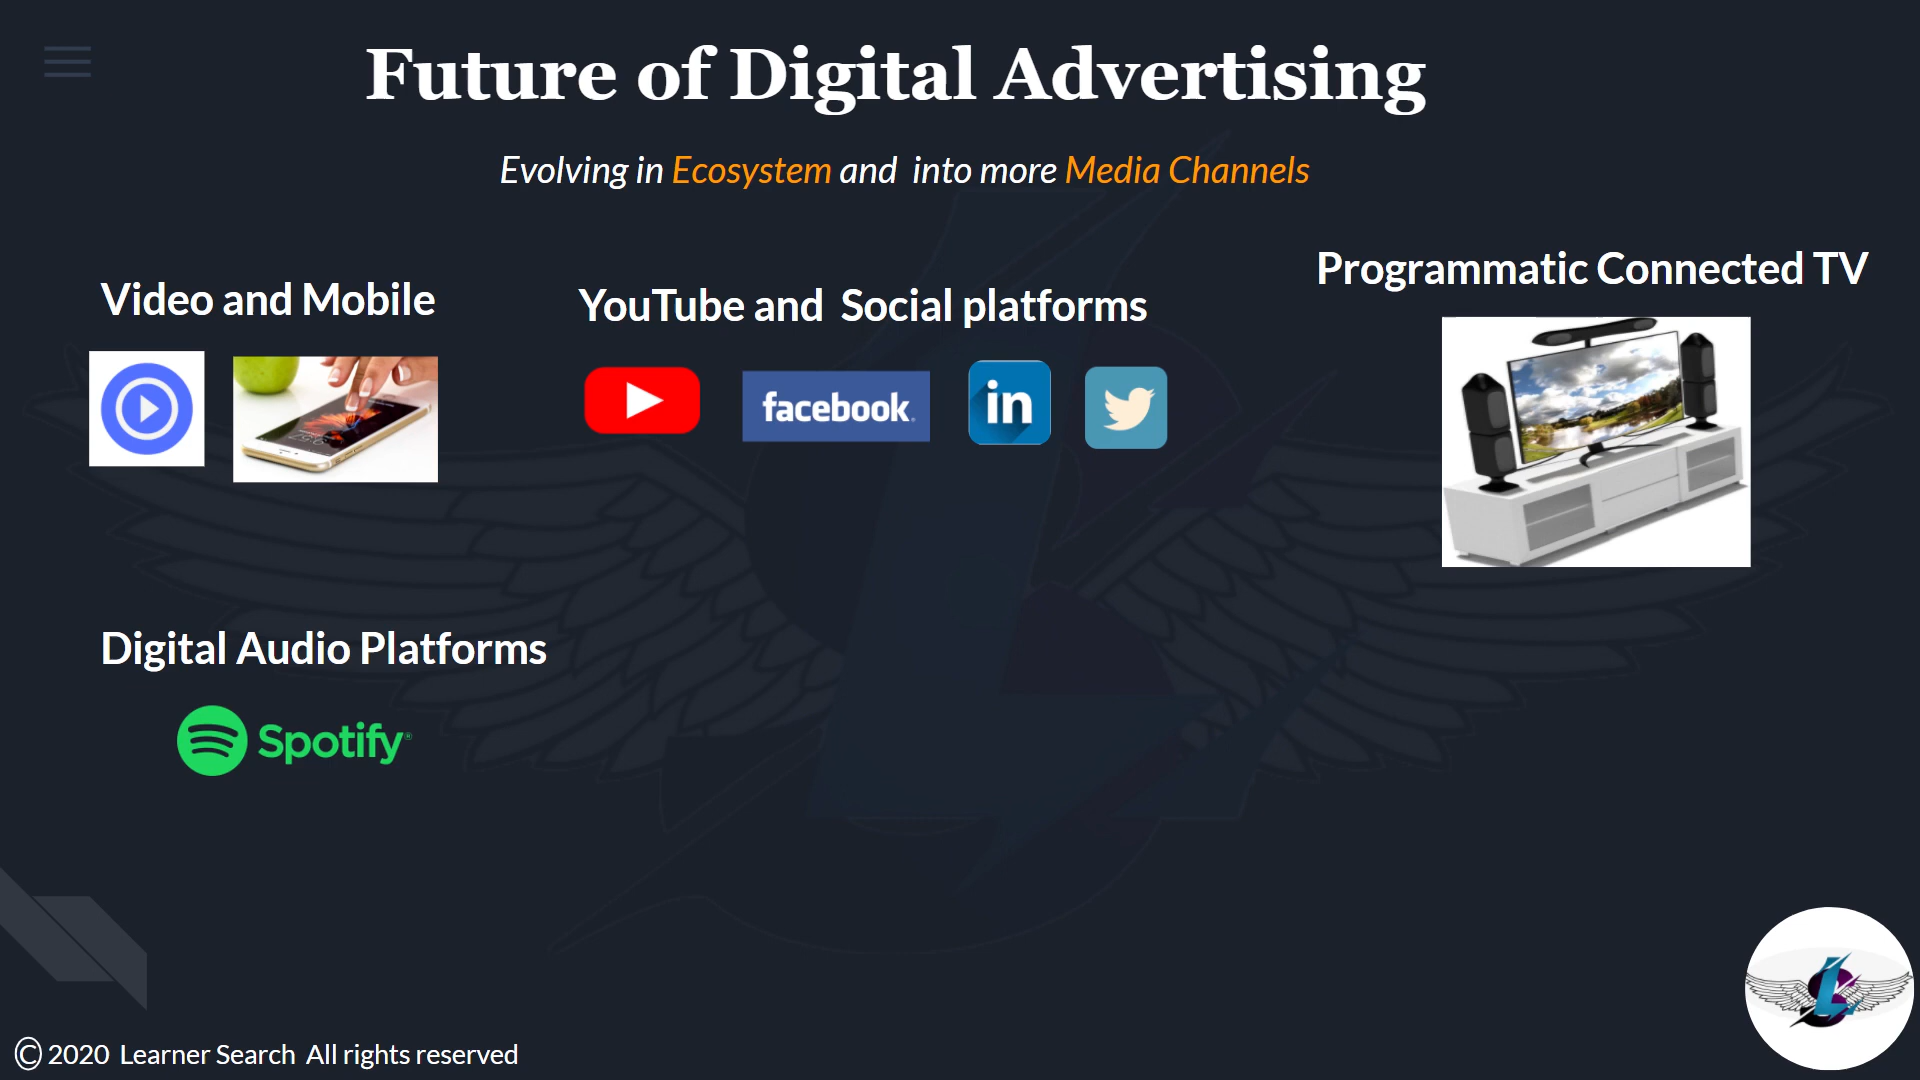 Future of Digital Advertising
Evolving in Ecosystem and into more Media Channels
Video and Mobile
YouTube and Social platforms
Programmatic Connected TV
facebook.
in
Digital Audio Platforms
Spotify®
L
© 2020 Learner Search All rights reserved